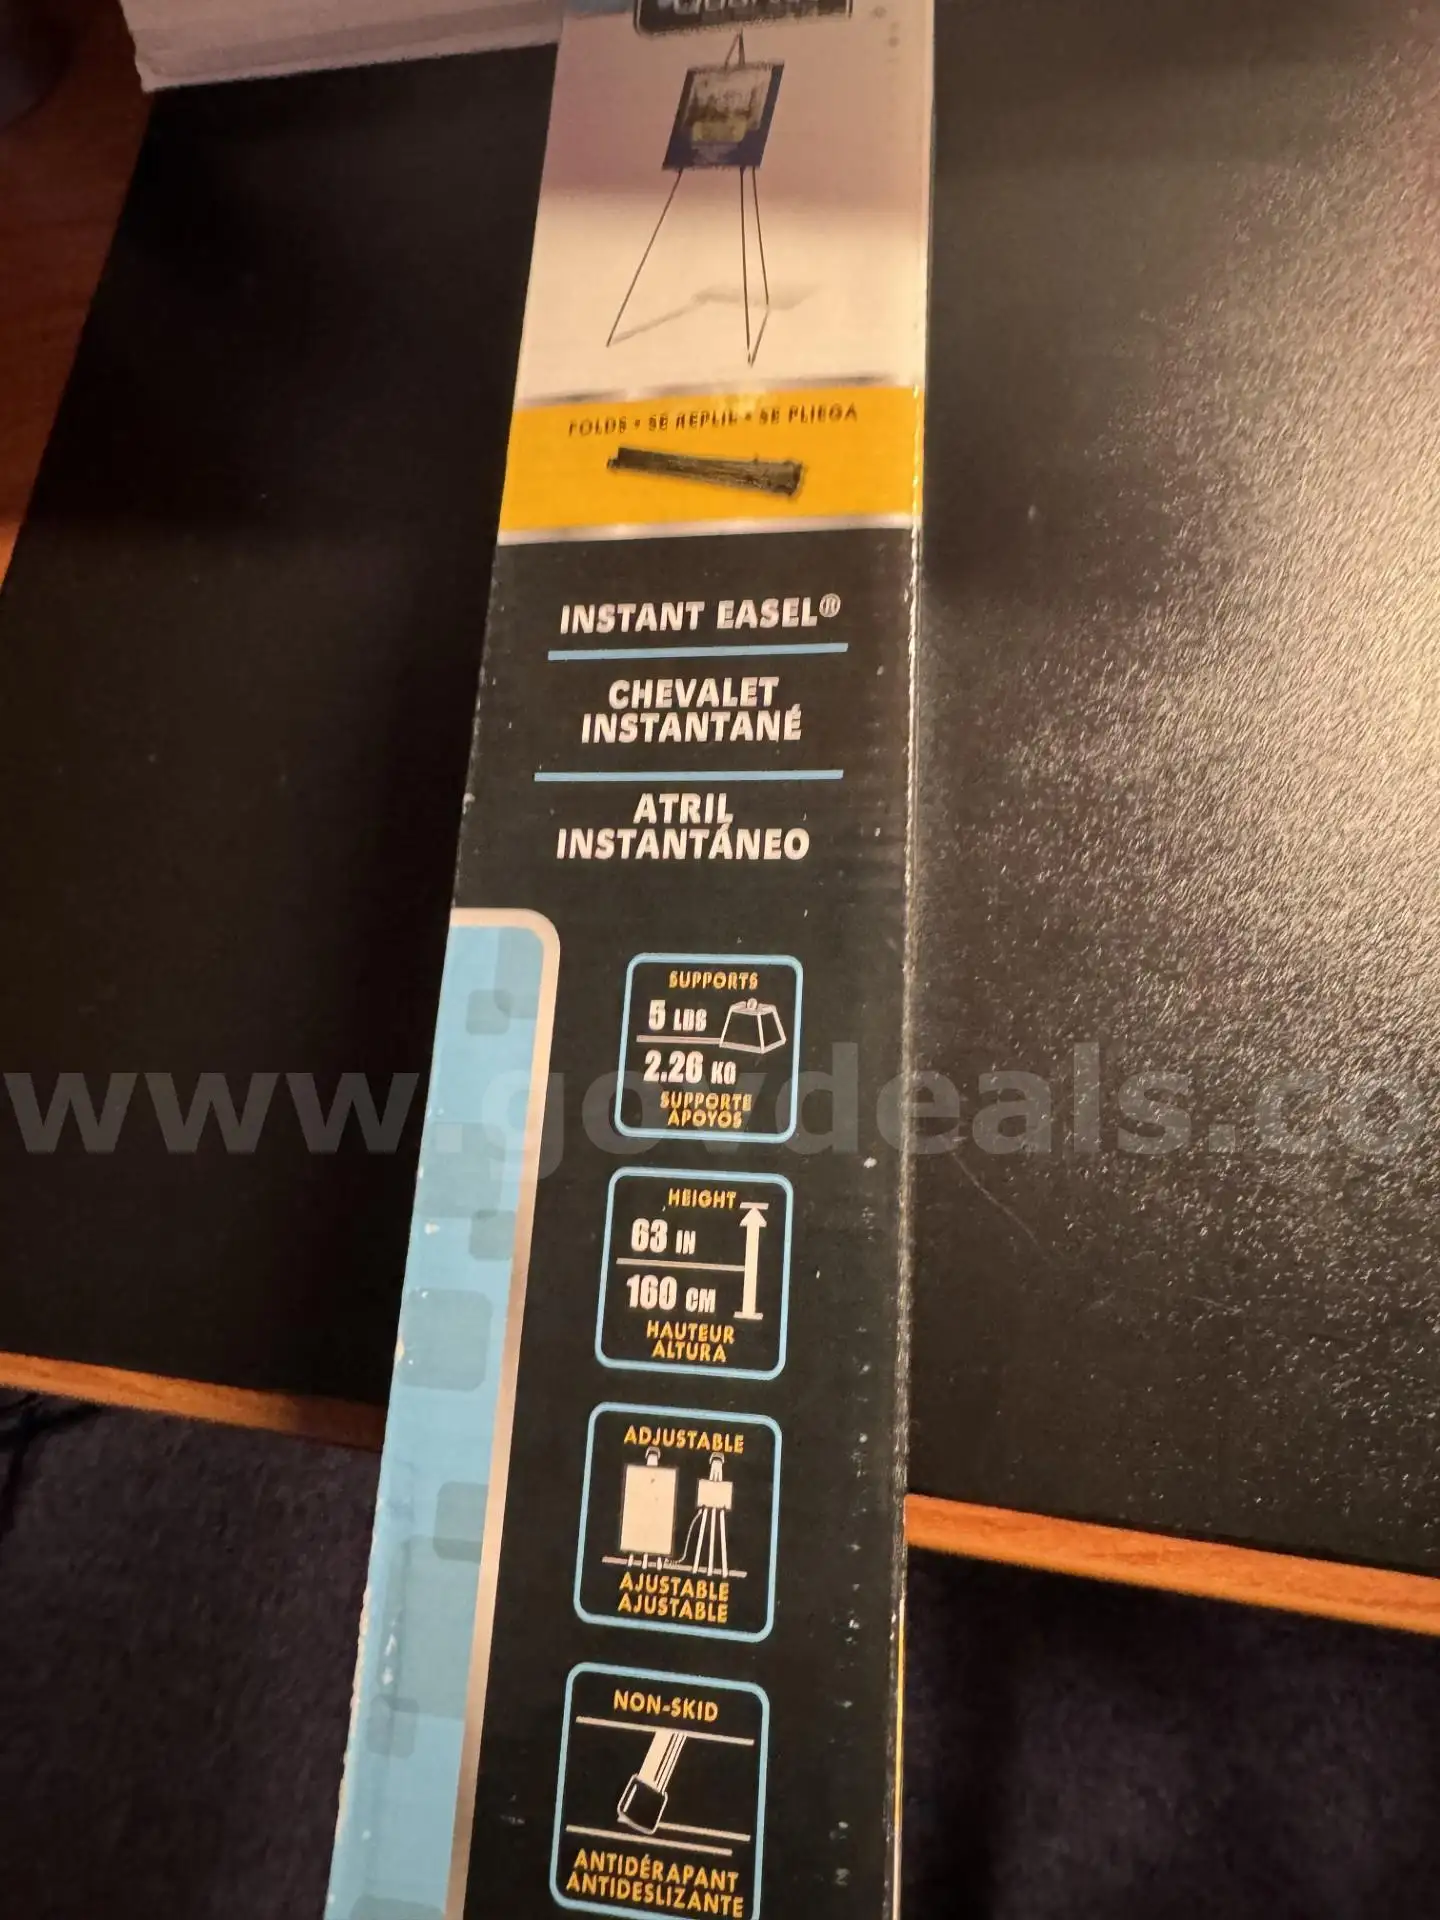 FOLDS • SE REPLIE • SE PLIEGA
INSTANT EASEL®
CHEVALET
INSTANTANÉ
ATRIL
INSTANTÁNEO
SUPPORTS
5 LBS
2.26 KG
SUPPORTE
APOYOS
HEIGHT
63 IN
160 CM
HAUTEUR
ALTURA
ADJUSTABLE
AJUSTABLE
AJUSTABLE
NON-SKID
ANTIDÉRAPANT
ANTIDESLIZANTE
www.govdeals.co